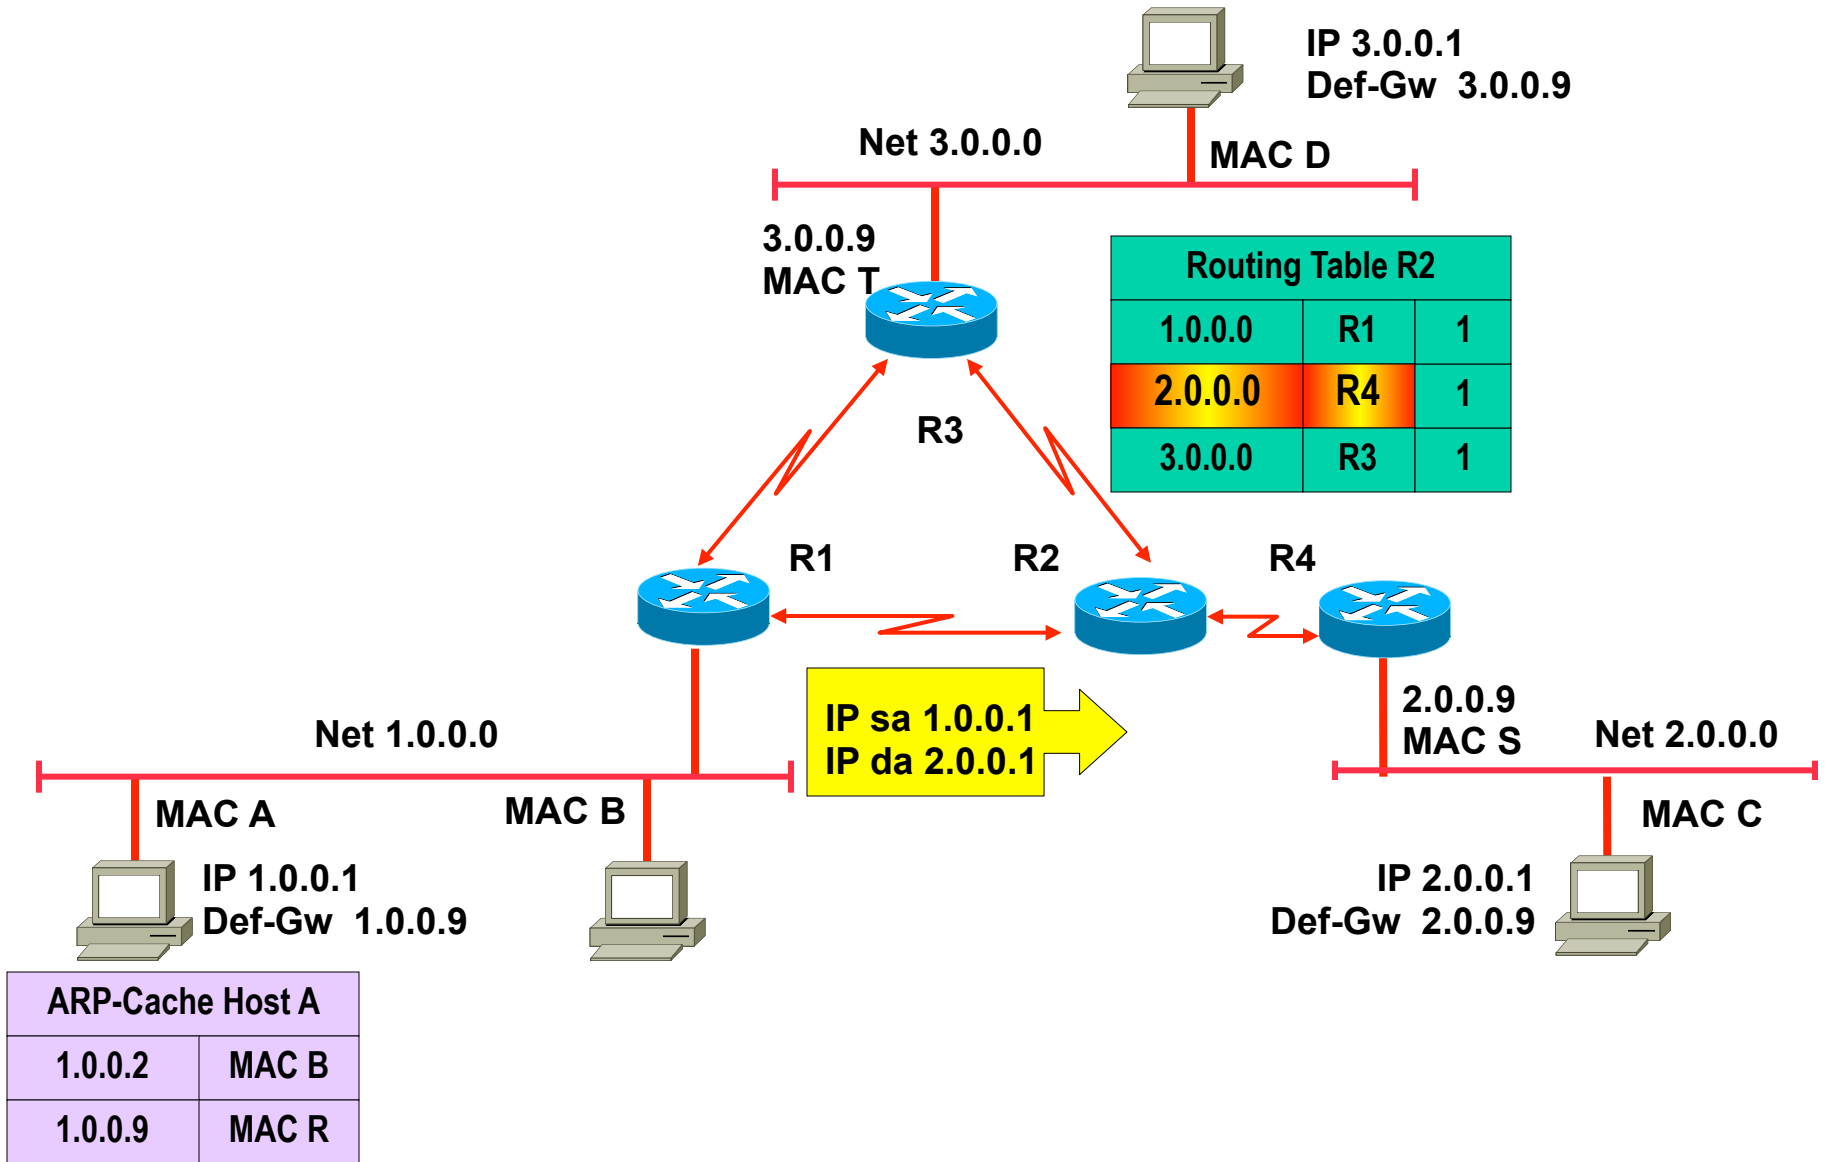 IP 3.0.0.1
Def-Gw 3.0.0.9
Net 3.0.0.0
MAC D
3.0.0.9
MAC T
Routing Table R2
1.0.0.0 R1 1
2.0.0.0 R4 1
3.0.0.0 R3 1
R3
R1
R2
R4
IP sa 1.0.0.1
IP da 2.0.0.1
2.0.0.9
MAC S
Net 2.0.0.0
Net 1.0.0.0
MAC A
MAC B
MAC C
IP 1.0.0.1
Def-Gw 1.0.0.9
IP 2.0.0.1
Def-Gw 2.0.0.9
ARP-Cache Host A
1.0.0.2 MAC B
1.0.0.9 MAC R